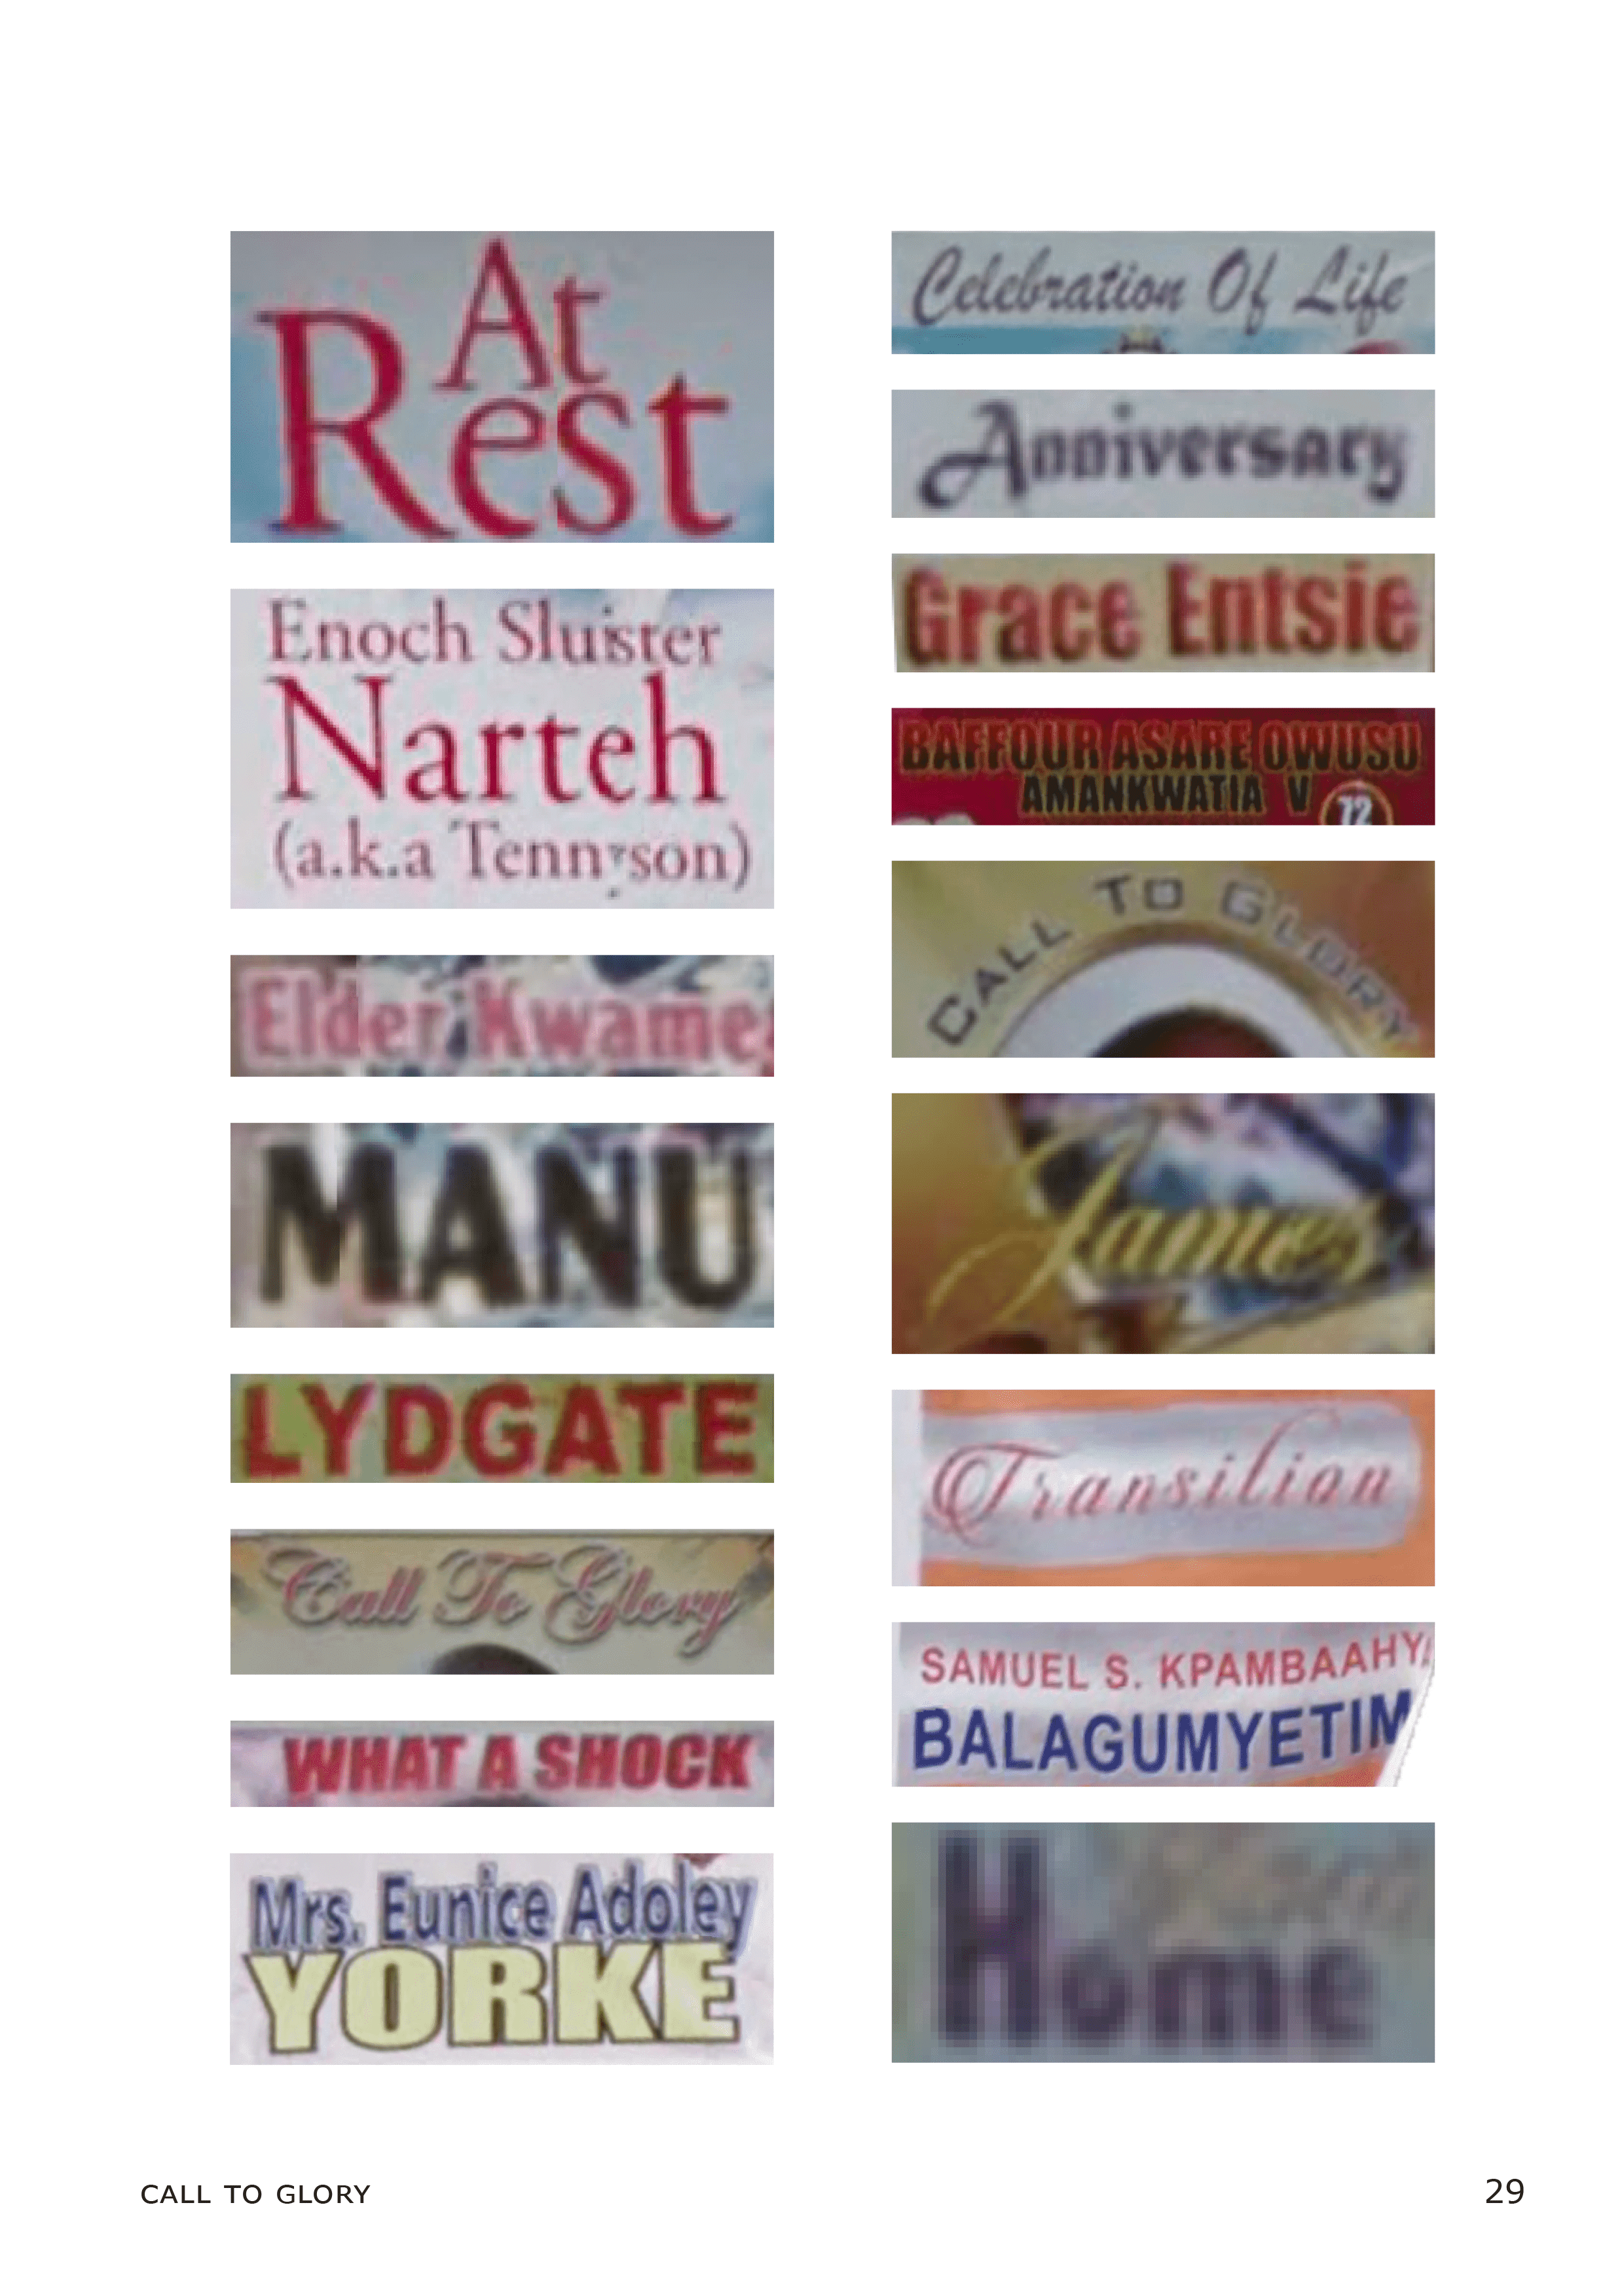 At
Rest
Enoch Sluister
Narteh
(a.k.a Tennyson)
Elder Kwame
MANU
LYDGATE
Call To Glory
WHAT A SHOCK
Mrs. Eunice Adoley
YORKE
Celebration Of Life
Anniversary
Grace Entsie
BAFFOUR ASARE OWUSU
AMANKWATIA V
72
CALL TO GLORY
James
Transition
SAMUEL S. KPAMBAAHY
BALAGUMYETIM
Home
CALL TO GLORY
29